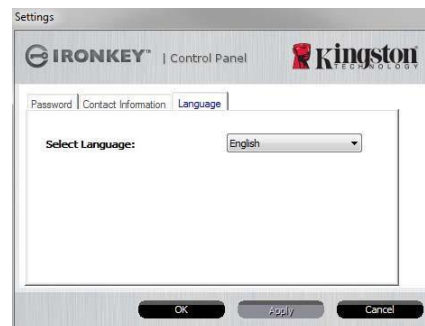 Settings
IRONKEY™ | Control Panel
Kingston
TECHNOLOGY
Password Contact Information Language
Select Language: English
OK Apply Cancel